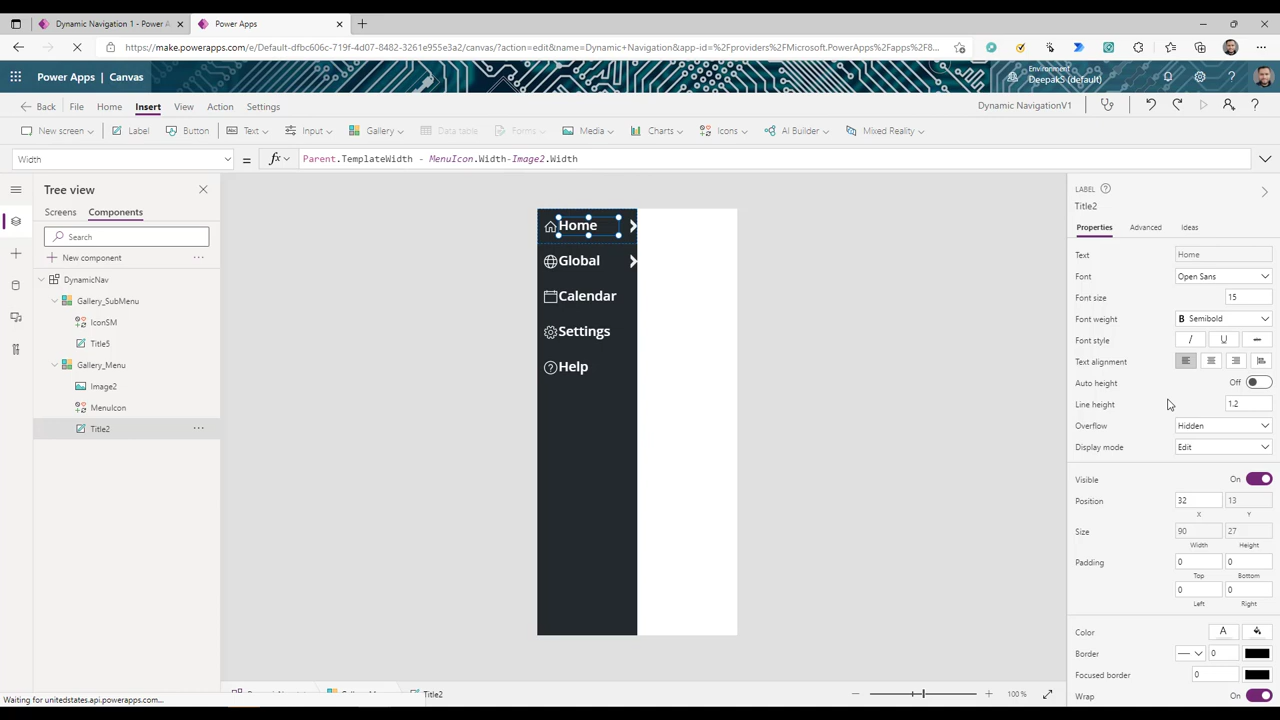 Dynamic Navigation 1 - Power A
Power Apps
https://make.powerapps.com/e/Default-dfbc606c-719f-4d07-8482-3261e955e3a2/canvas/?action=edit&name=Dynamic+Navigation&app-id=%2Fproviders%2FMicrosoft.PowerApps%2Fapps%2F8...
Power Apps | Canvas
Environment
DeepakS (default)
Back File Home Insert View Action Settings
Dynamic NavigationV1
New screen Label Button Text Input Gallery Data table Forms Media Charts Icons AI Builder Mixed Reality
Width = fx Parent.TemplateWidth - MenuIcon.Width-Image2.Width
Tree view
Screens Components
Search
New component
DynamicNav
Gallery_SubMenu
IconSM
Title5
Gallery_Menu
Image2
MenuIcon
Title2
Home
Global
Calendar
Settings
Help
LABEL
Title2
Properties Advanced Ideas
Text Home
Font Open Sans
Font size 15
Font weight B Semibold
Font style / U
Text alignment
Auto height Off
Line height 1.2
Overflow Hidden
Display mode Edit
Visible On
Position 32 13
X Y
Size 90 27
Width Height
Padding 0 0
Top Bottom
0 0
Left Right
Color A
Border 0
Focused border 0
Wrap On
Waiting for unitedstates.api.powerapps.com...
Title2
100 %